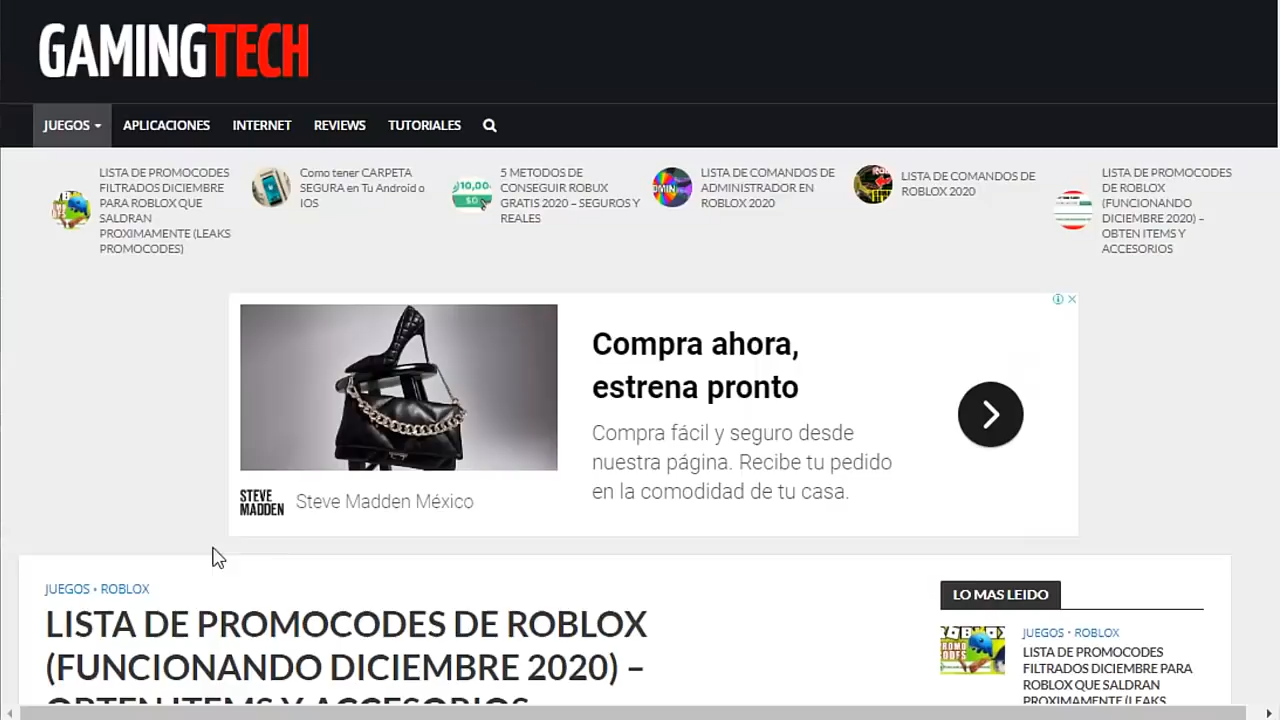 GAMINGTECH
JUEGOS
APLICACIONES
INTERNET
REVIEWS
TUTORIALES
LISTA DE PROMOCODES
FILTRADOS DICIEMBRE
PARA ROBLOX QUE
SALDRAN
PROXIMAMENTE (LEAKS
PROMOCODES)
Como tener CARPETA
SEGURA en Tu Android o
IOS
5 METODOS DE
CONSEGUIR ROBUX
GRATIS 2020 – SEGUROS Y
REALES
LISTA DE COMANDOS DE
ADMINISTRADOR EN
ROBLOX 2020
LISTA DE COMANDOS DE
ROBLOX 2020
LISTA DE PROMOCODES
DE ROBLOX
(FUNCIONANDO
DICIEMBRE 2020) –
OBTEN ITEMS Y
ACCESORIOS
Compra ahora,
estrena pronto
Compra fácil y seguro desde
nuestra página. Recibe tu pedido
en la comodidad de tu casa.
STEVE
MADDEN
Steve Madden México
JUEGOS • ROBLOX
LISTA DE PROMOCODES DE ROBLOX
(FUNCIONANDO DICIEMBRE 2020) –
OBTEN ITEMS Y ACCESORIOS
LO MAS LEIDO
JUEGOS • ROBLOX
LISTA DE PROMOCODES
FILTRADOS DICIEMBRE PARA
ROBLOX QUE SALDRAN
PROXIMAMENTE (LEAKS